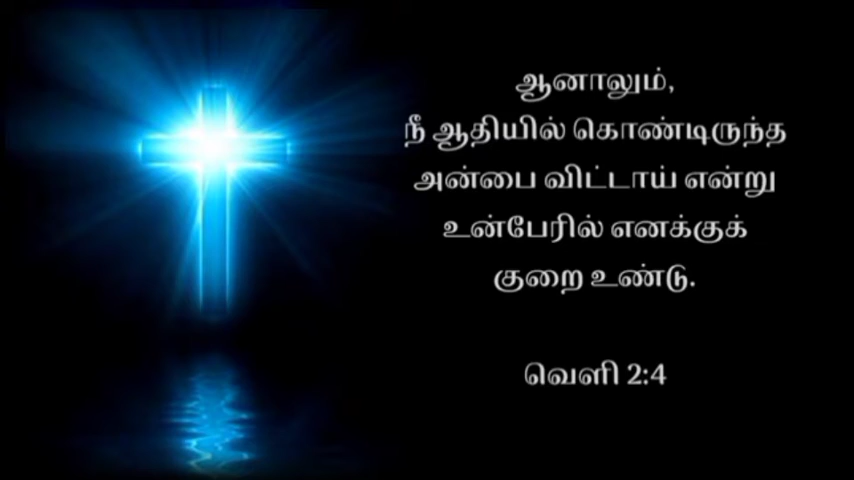 ஆனாலும்,
நீ ஆதியில் கொண்டிருந்த
அன்பை விட்டாய் என்று
உன்பேரில் எனக்குக்
குறை உண்டு.
வெளி 2:4